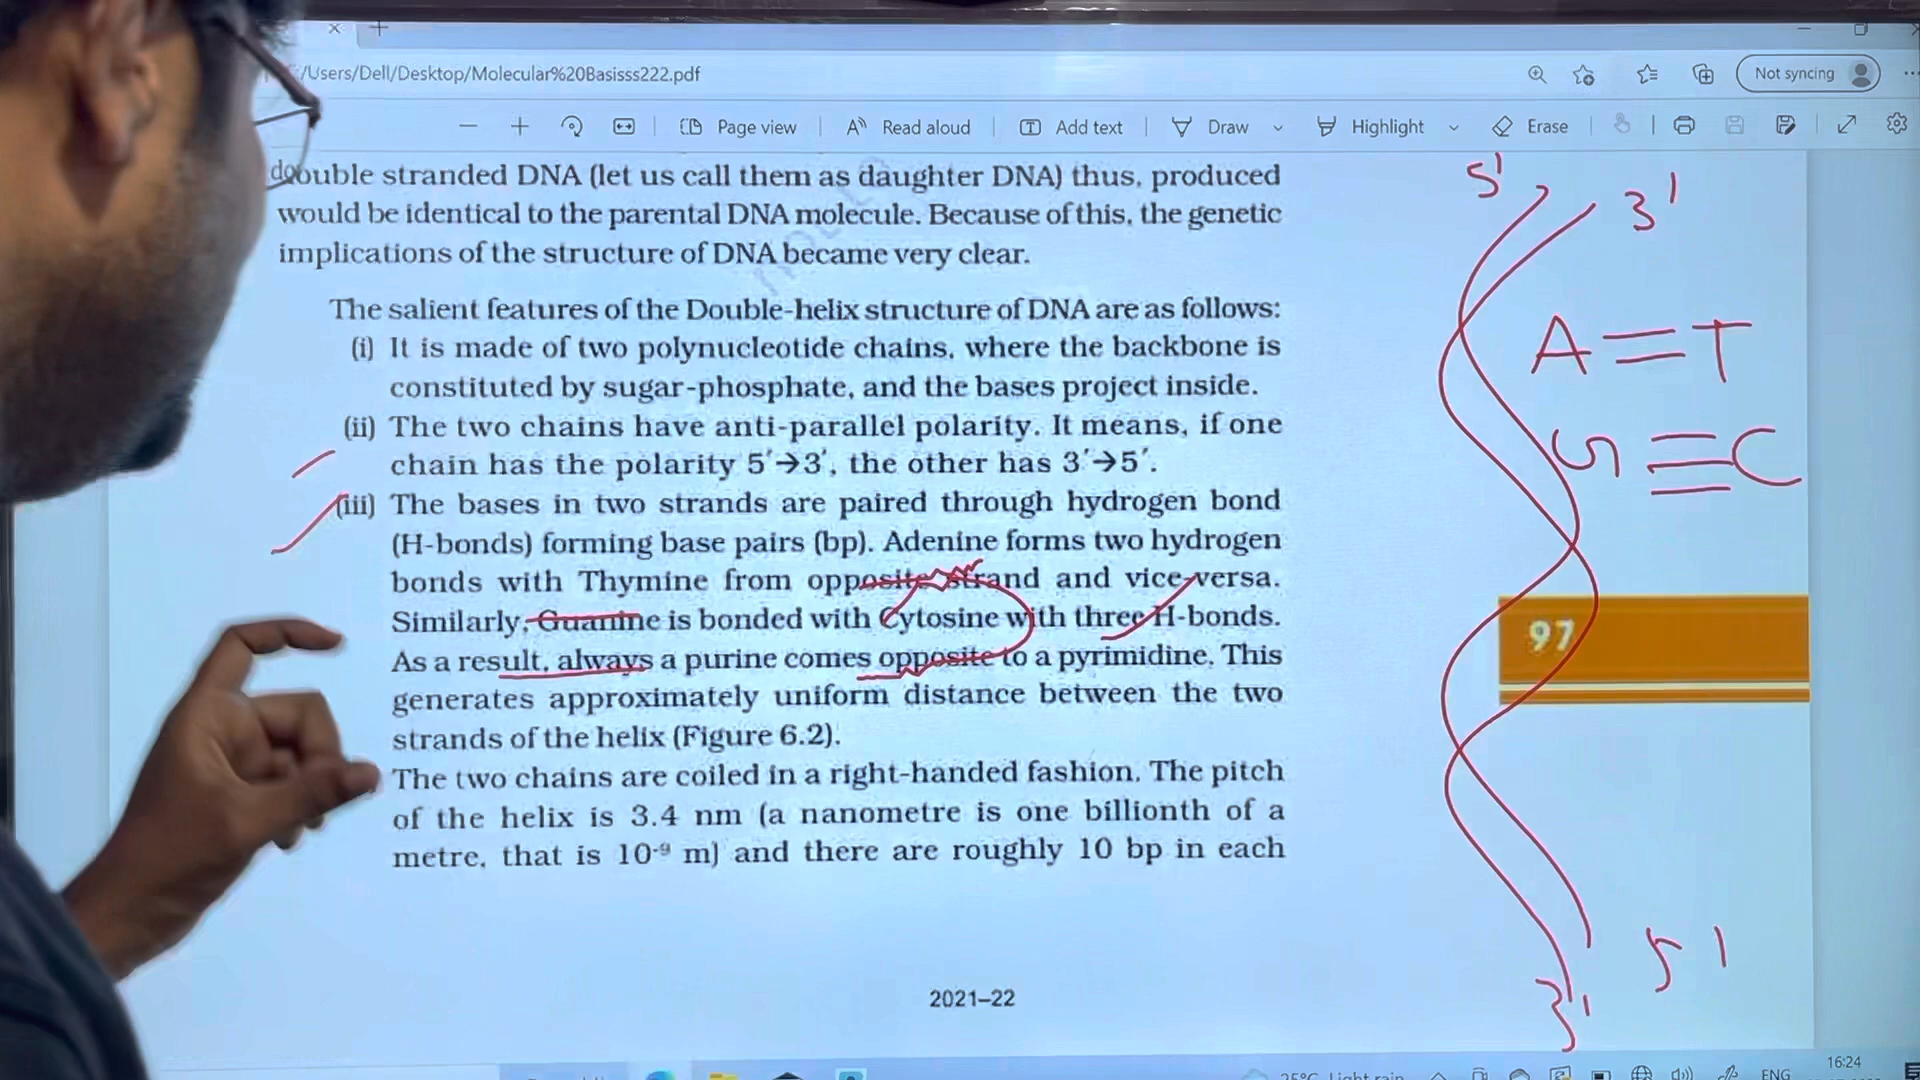 /Users/Dell/Desktop/Molecular%20Basisss222.pdf
Not syncing
Page view
Read aloud
Add text
Draw
Highlight
Erase
double stranded DNA (let us call them as daughter DNA) thus, produced
would be identical to the parental DNA molecule. Because of this, the genetic
implications of the structure of DNA became very clear.
The salient features of the Double-helix structure of DNA are as follows:
(i) It is made of two polynucleotide chains, where the backbone is
constituted by sugar-phosphate, and the bases project inside.
(ii) The two chains have anti-parallel polarity. It means, if one
chain has the polarity 5′→3′, the other has 3′→5′.
(iii) The bases in two strands are paired through hydrogen bond
(H-bonds) forming base pairs (bp). Adenine forms two hydrogen
bonds with Thymine from opposite strand and vice-versa.
Similarly, Guanine is bonded with Cytosine with three H-bonds.
As a result, always a purine comes opposite to a pyrimidine. This
generates approximately uniform distance between the two
strands of the helix (Figure 6.2).
The two chains are coiled in a right-handed fashion. The pitch
of the helix is 3.4 nm (a nanometre is one billionth of a
metre, that is 10⁻⁹ m) and there are roughly 10 bp in each
2021–22
5' 3'
A=T
G≡C
97
5'
3'
25°C Light rain
ENG
16:24